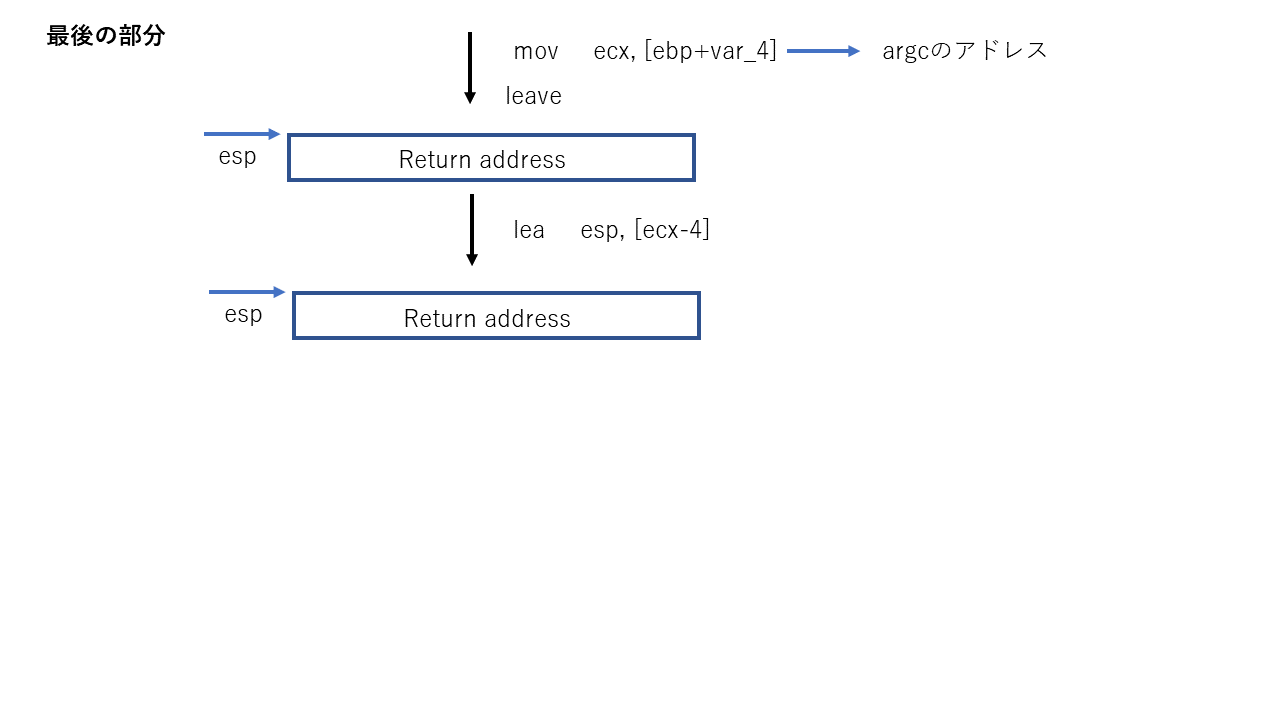 最後の部分
mov ecx, [ebp+var_4] argcのアドレス
leave
esp
Return address
lea esp, [ecx-4]
esp
Return address